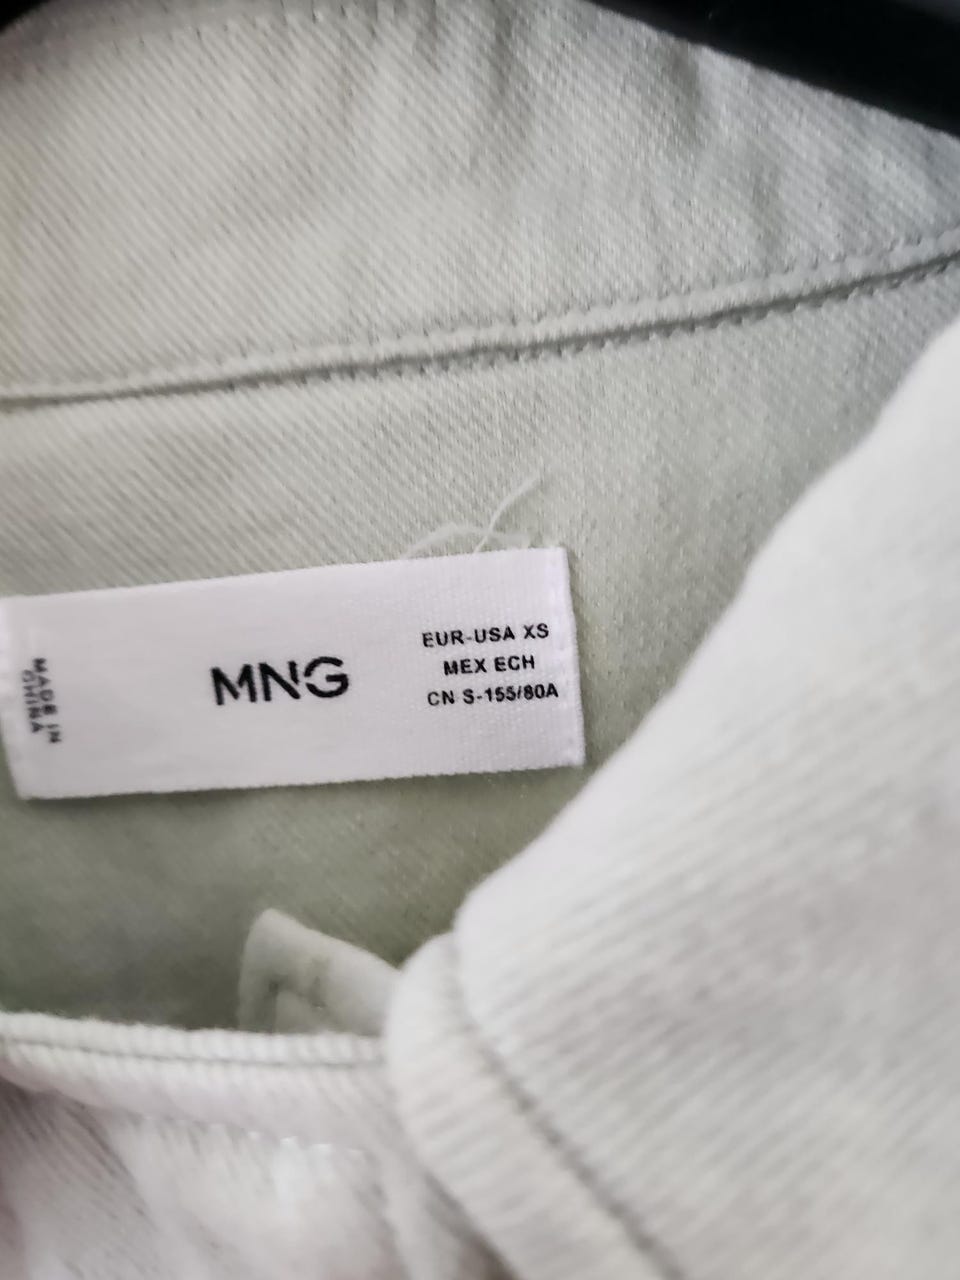 MADE IN
CHINA
MNG
EUR-USA XS
MEX ECH
CN S-155/80A